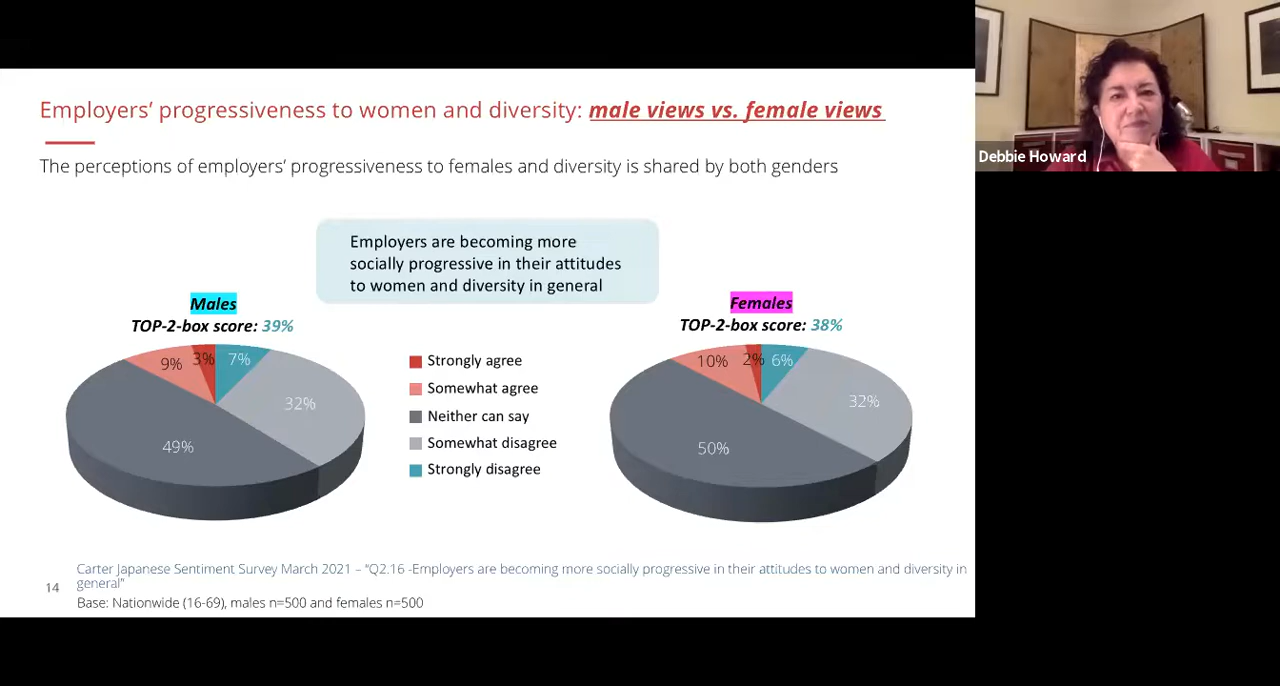 Employers’ progressiveness to women and diversity: male views vs. female views
The perceptions of employers’ progressiveness to females and diversity is shared by both genders
Employers are becoming more
socially progressive in their attitudes
to women and diversity in general
Males
TOP-2-box score: 39%
9%
3%
7%
32%
49%
Strongly agree
Somewhat agree
Neither can say
Somewhat disagree
Strongly disagree
Females
TOP-2-box score: 38%
10%
2%
6%
32%
50%
Carter Japanese Sentiment Survey March 2021 – “Q2.16 -Employers are becoming more socially progressive in their attitudes to women and diversity in
general”
14
Base: Nationwide (16-69), males n=500 and females n=500
Debbie Howard